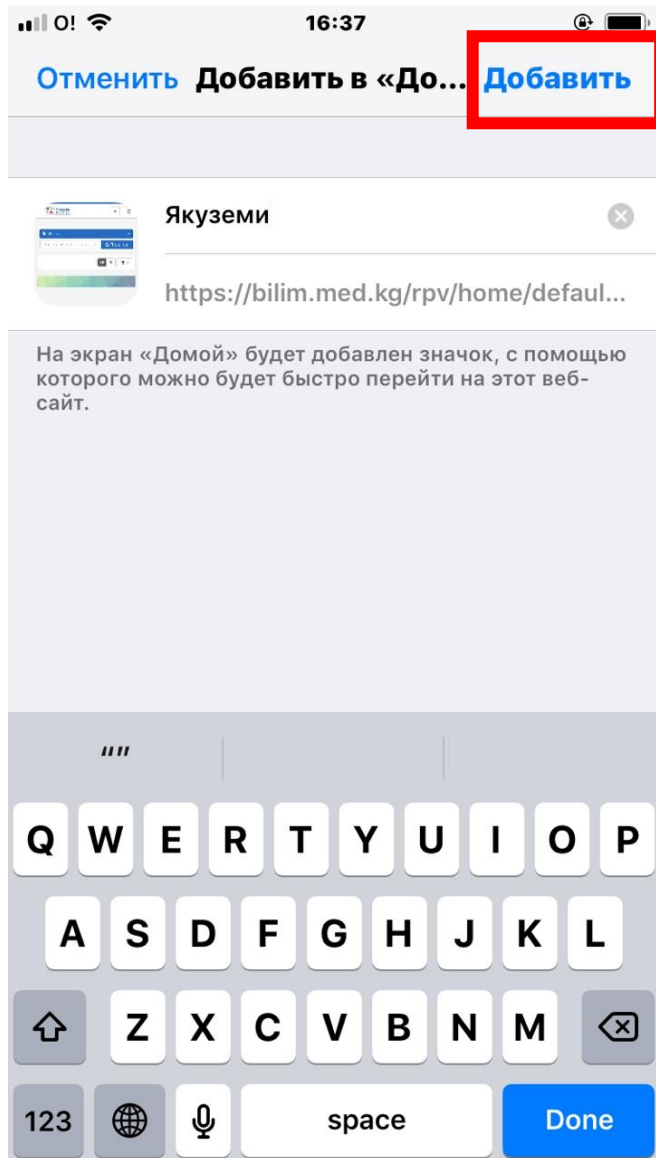 O! 16:37
Отменить Добавить в «До... Добавить
Якуземи
https://bilim.med.kg/rpv/home/defaul...
На экран «Домой» будет добавлен значок, с помощью
которого можно будет быстро перейти на этот веб-
сайт.
“”
Q W E R T Y U I O P
A S D F G H J K L
Z X C V B N M
123 space Done